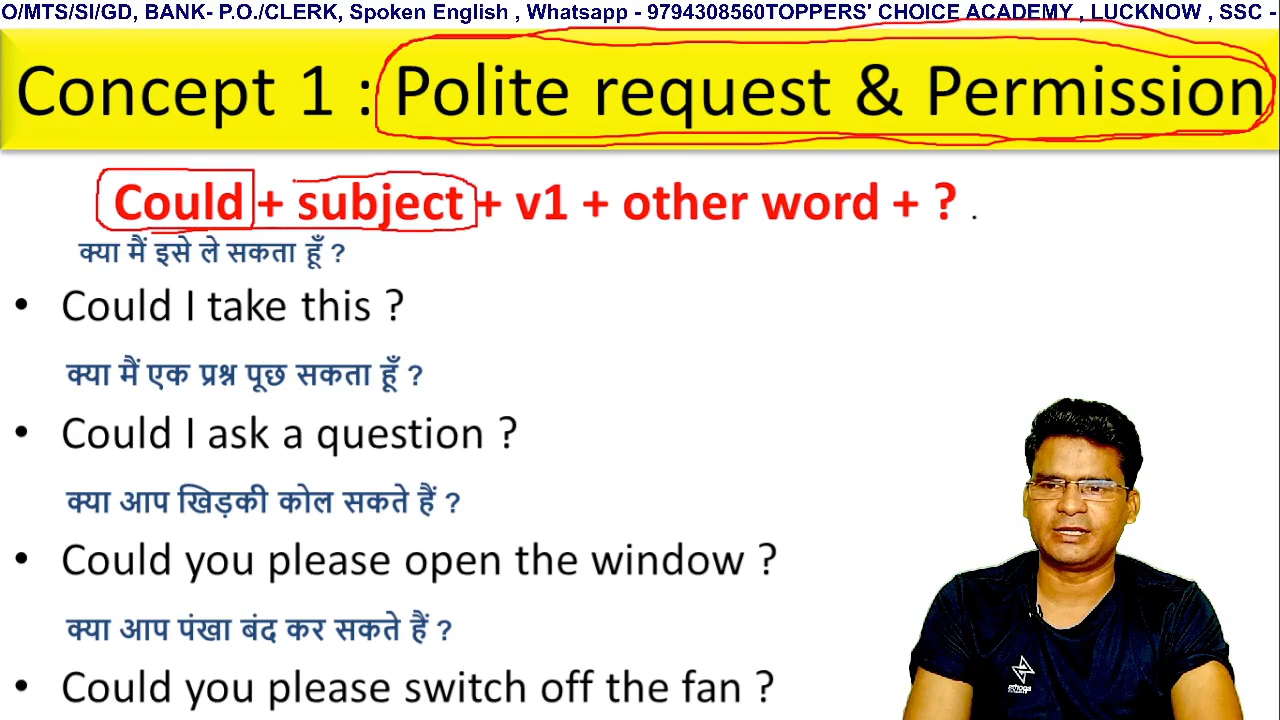 O/MTS/SI/GD, BANK- P.O./CLERK, Spoken English , Whatsapp - 9794308560TOPPERS' CHOICE ACADEMY , LUCKNOW , SSC -
Concept 1 : Polite request & Permission
Could + subject + v1 + other word + ? .
क्या मैं इसे ले सकता हूँ ?
• Could I take this ?
क्या मैं एक प्रश्न पूछ सकता हूँ ?
• Could I ask a question ?
क्या आप खिड़की कोल सकते हैं ?
• Could you please open the window ?
क्या आप पंखा बंद कर सकते हैं ?
• Could you please switch off the fan ?